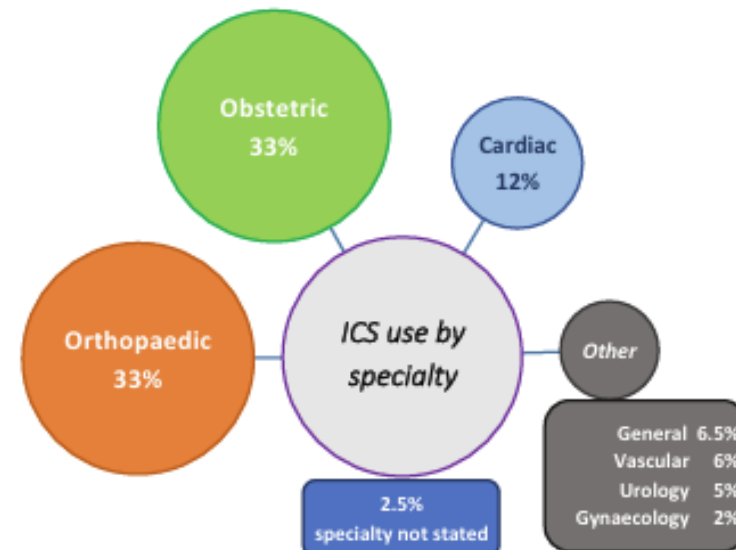 Obstetric
33%
Cardiac
12%
Orthopaedic
33%
ICS use by
specialty
Other
General 6.5%
Vascular 6%
Urology 5%
Gynaecology 2%
2.5%
specialty not stated